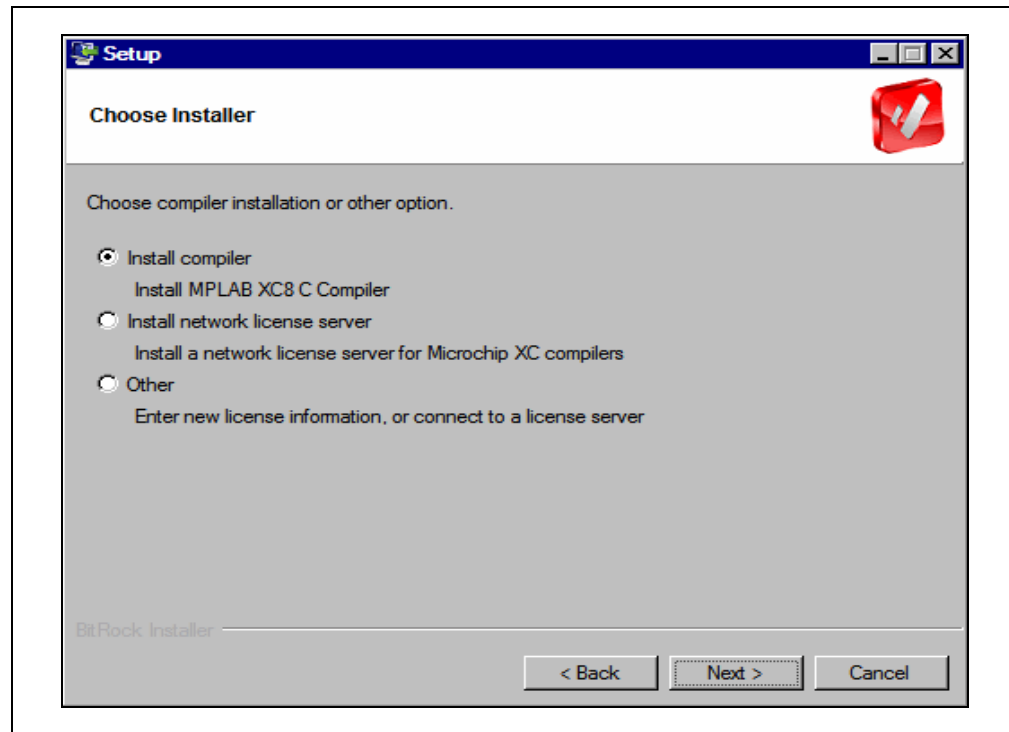 Setup
Choose Installer
Choose compiler installation or other option.
Install compiler
Install MPLAB XC8 C Compiler
Install network license server
Install a network license server for Microchip XC compilers
Other
Enter new license information, or connect to a license server
BitRock Installer
< Back Next > Cancel